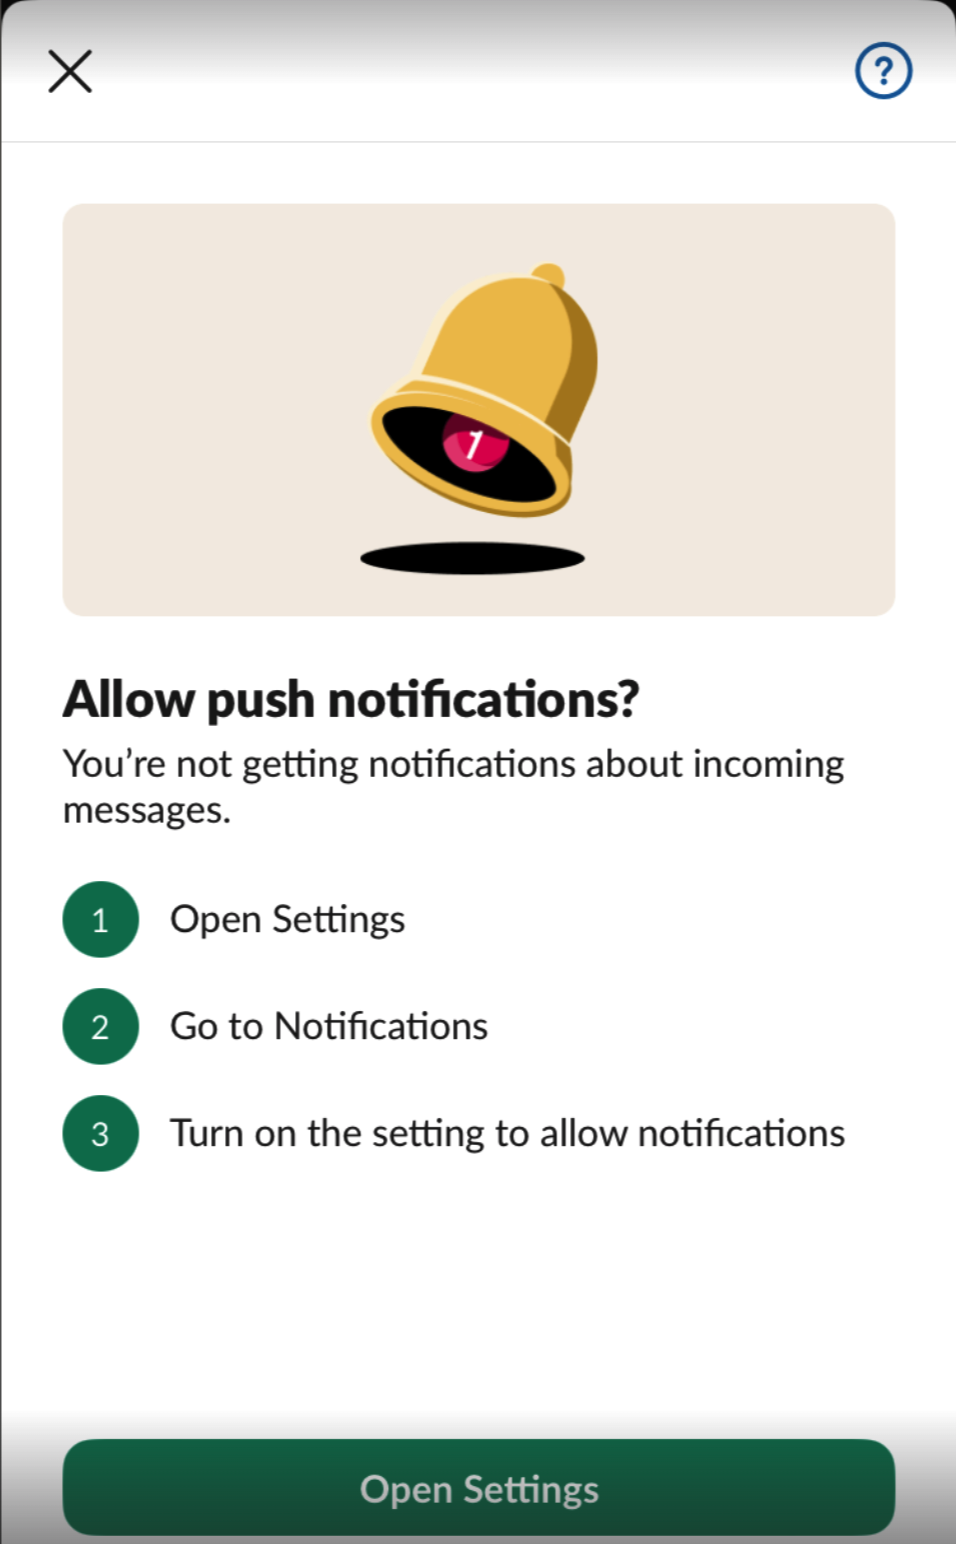 ?
1
Allow push notifications?
You’re not getting notifications about incoming
messages.
1 Open Settings
2 Go to Notifications
3 Turn on the setting to allow notifications
Open Settings